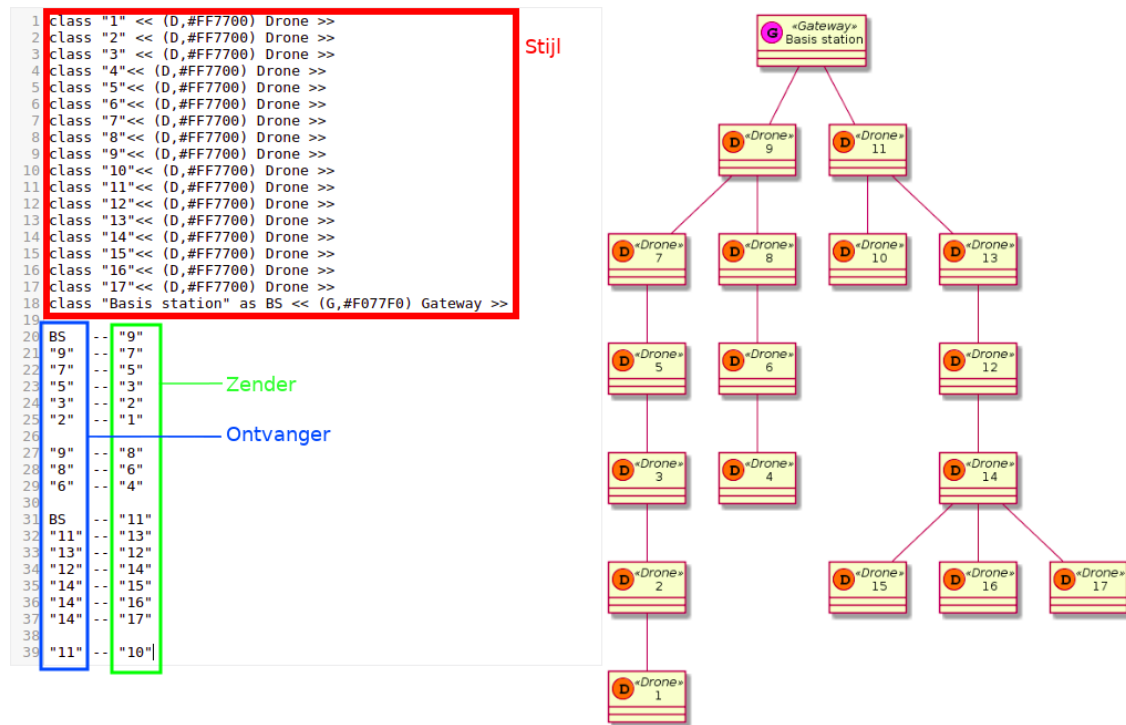 1 class "1" << (D,#FF7700) Drone >>
2 class "2" << (D,#FF7700) Drone >>
3 class "3" << (D,#FF7700) Drone >>
4 class "4"<< (D,#FF7700) Drone >>
5 class "5"<< (D,#FF7700) Drone >>
6 class "6"<< (D,#FF7700) Drone >>
7 class "7"<< (D,#FF7700) Drone >>
8 class "8"<< (D,#FF7700) Drone >>
9 class "9"<< (D,#FF7700) Drone >>
10 class "10"<< (D,#FF7700) Drone >>
11 class "11"<< (D,#FF7700) Drone >>
12 class "12"<< (D,#FF7700) Drone >>
13 class "13"<< (D,#FF7700) Drone >>
14 class "14"<< (D,#FF7700) Drone >>
15 class "15"<< (D,#FF7700) Drone >>
16 class "16"<< (D,#FF7700) Drone >>
17 class "17"<< (D,#FF7700) Drone >>
18 class "Basis station" as BS << (G,#F077F0) Gateway >>
19
20 BS -- "9"
21 "9" -- "7"
22 "7" -- "5"
23 "5" -- "3"
24 "3" -- "2"
25 "2" -- "1"
26
27 "9" -- "8"
28 "8" -- "6"
29 "6" -- "4"
30
31 BS -- "11"
32 "11" -- "13"
33 "13" -- "12"
34 "12" -- "14"
35 "14" -- "15"
36 "14" -- "16"
37 "14" -- "17"
38
39 "11" -- "10"
Stijl
Zender
Ontvanger
G «Gateway»
Basis station
D «Drone»
9
D «Drone»
11
D «Drone»
7
D «Drone»
8
D «Drone»
10
D «Drone»
13
D «Drone»
5
D «Drone»
6
D «Drone»
12
D «Drone»
3
D «Drone»
4
D «Drone»
14
D «Drone»
2
D «Drone»
15
D «Drone»
16
D «Drone»
17
D «Drone»
1